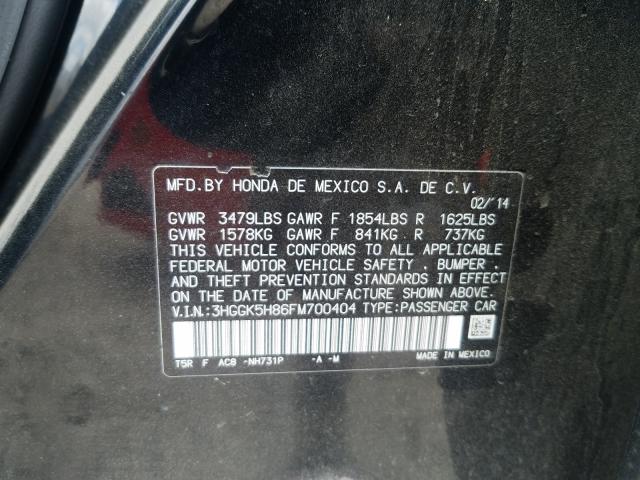 MFD.BY HONDA DE MEXICO S.A. DE C.V.
02/'14
GVWR 3479LBS GAWR F 1854LBS R 1625LBS
GVWR 1578KG GAWR F 841KG R 737KG
THIS VEHICLE CONFORMS TO ALL APPLICABLE
FEDERAL MOTOR VEHICLE SAFETY , BUMPER ,
AND THEFT PREVENTION STANDARDS IN EFFECT
ON THE DATE OF MANUFACTURE SHOWN ABOVE.
V.I.N.:3HGGK5H86FM700404 TYPE:PASSENGER CAR
T5R F AC8 -NH731P -A -M MADE IN MEXICO